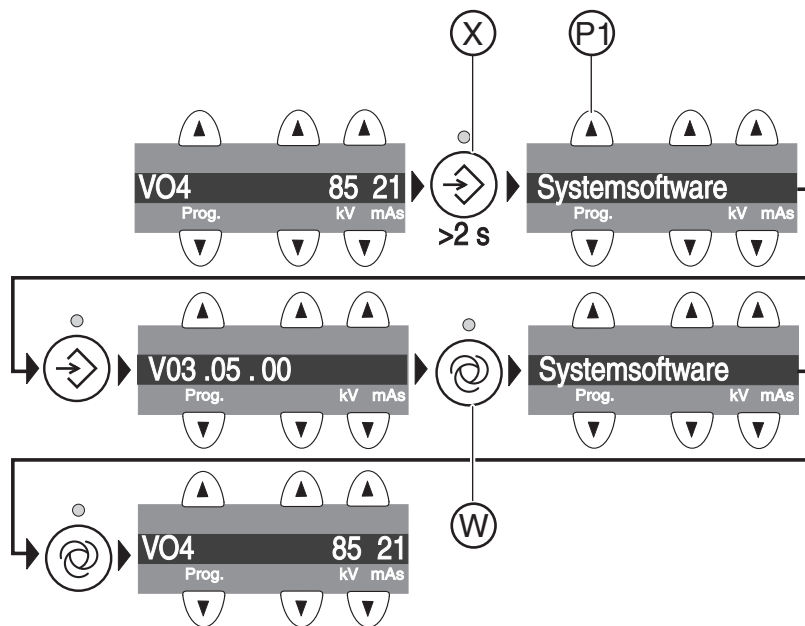 X P1
VO4 85 21
Prog. kV mAs
>2 s
Systemsoftware
Prog. kV mAs
V03 .05 . 00
Prog. kV mAs
Systemsoftware
Prog. kV mAs
W
VO4 85 21
Prog. kV mAs